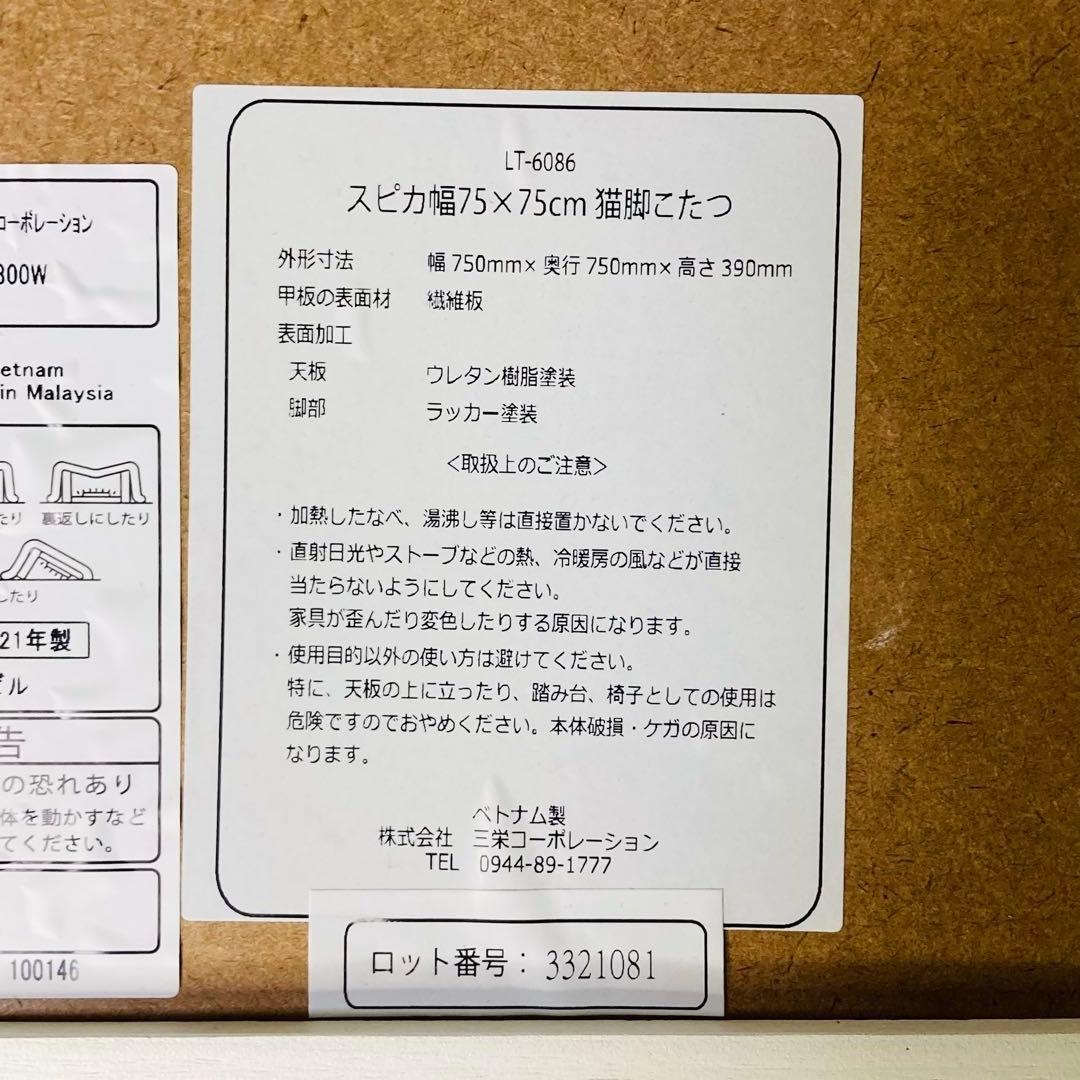 コーポレーション
300W
etnam
in Malaysia
たり 裏返しにしたり
したり
21年製
ビル
告
の恐れあり
体を動かすなど
てください。
100146
LT-6086
スピカ幅75×75cm 猫脚こたつ
外形寸法 幅 750mm× 奥行 750mm× 高さ 390mm
甲板の表面材 繊維板
表面加工
天板 ウレタン樹脂塗装
脚部 ラッカー塗装
<取扱上のご注意>
・加熱したなべ、湯沸し等は直接置かないでください。
・直射日光やストーブなどの熱、冷暖房の風などが直接
当たらないようにしてください。
家具が歪んだり変色したりする原因になります。
・使用目的以外の使い方は避けてください。
特に、天板の上に立ったり、踏み台、椅子としての使用は
危険ですのでおやめください。本体破損・ケガの原因に
なります。
ベトナム製
株式会社 三栄コーポレーション
TEL 0944-89-1777
ロット番号： 3321081